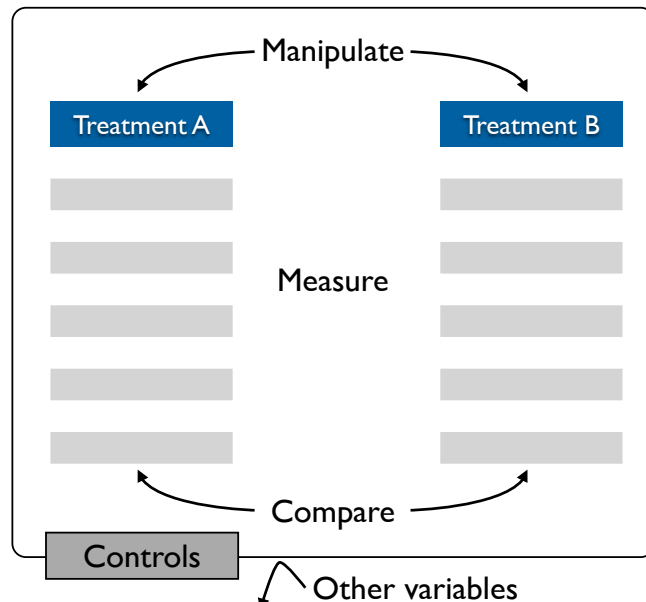 Manipulate
Treatment A
Treatment B
Measure
Compare
Controls
Other variables